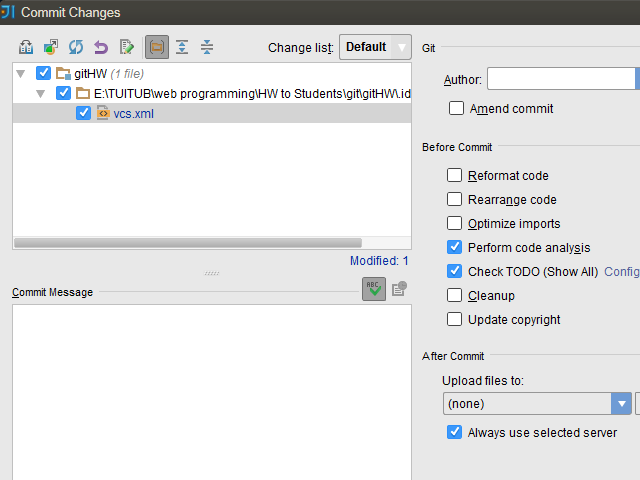 Commit Changes
Change list: Default
gitHW (1 file)
E:\TUITUB\web programming\HW to Students\git\gitHW\.id
vcs.xml
Modified: 1
Commit Message
ABC
Git
Author:
Amend commit
Before Commit
Reformat code
Rearrange code
Optimize imports
Perform code analysis
Check TODO (Show All) Config
Cleanup
Update copyright
After Commit
Upload files to:
(none)
Always use selected server